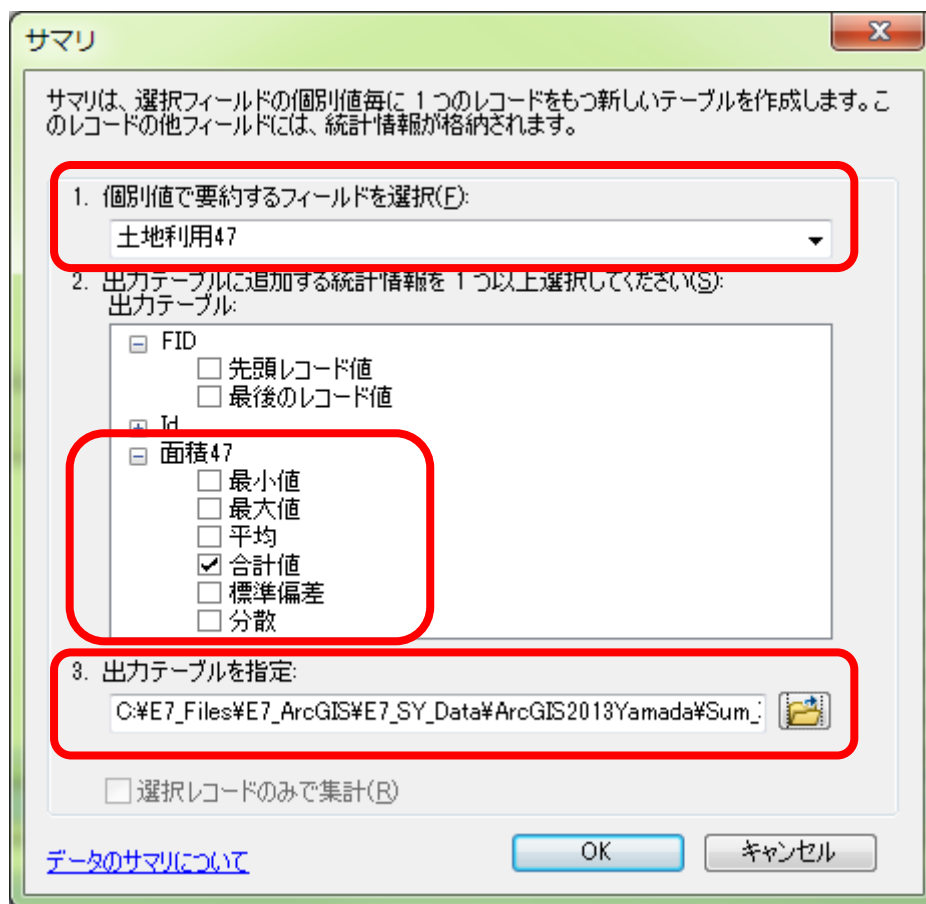 サマリ
サマリは、選択フィールドの個別値毎に 1 つのレコードをもつ新しいテーブルを作成します。こ
のレコードの他フィールドには、統計情報が格納されます。
1. 個別値で要約するフィールドを選択(F):
土地利用47
2. 出力テーブルに追加する統計情報を 1 つ以上選択してください(S):
出力テーブル:
FID
先頭レコード値
最後のレコード値
Id
面積47
最小値
最大値
平均
合計値
標準偏差
分散
3. 出力テーブルを指定:
C:¥E7_Files¥E7_ArcGIS¥E7_SY_Data¥ArcGIS2013Yamada¥Sum_
選択レコードのみで集計(R)
データのサマリについて
OK
キャンセル